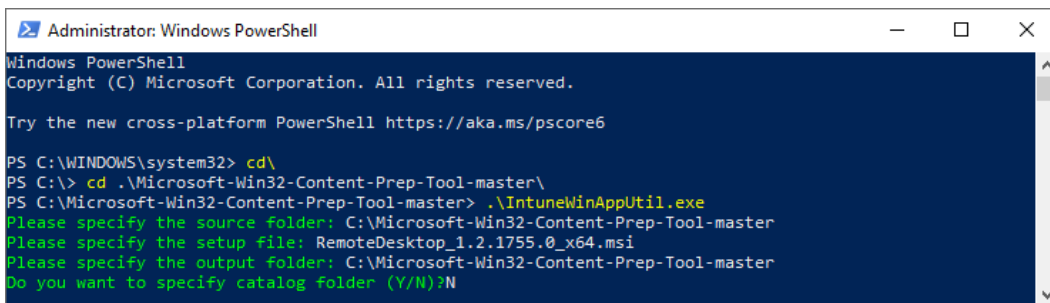 Administrator: Windows PowerShell
Windows PowerShell
Copyright (C) Microsoft Corporation. All rights reserved.
Try the new cross-platform PowerShell https://aka.ms/pscore6
PS C:\WINDOWS\system32> cd\
PS C:\> cd .\Microsoft-Win32-Content-Prep-Tool-master\
PS C:\Microsoft-Win32-Content-Prep-Tool-master> .\IntuneWinAppUtil.exe
Please specify the source folder: C:\Microsoft-Win32-Content-Prep-Tool-master
Please specify the setup file: RemoteDesktop_1.2.1755.0_x64.msi
Please specify the output folder: C:\Microsoft-Win32-Content-Prep-Tool-master
Do you want to specify catalog folder (Y/N)?N